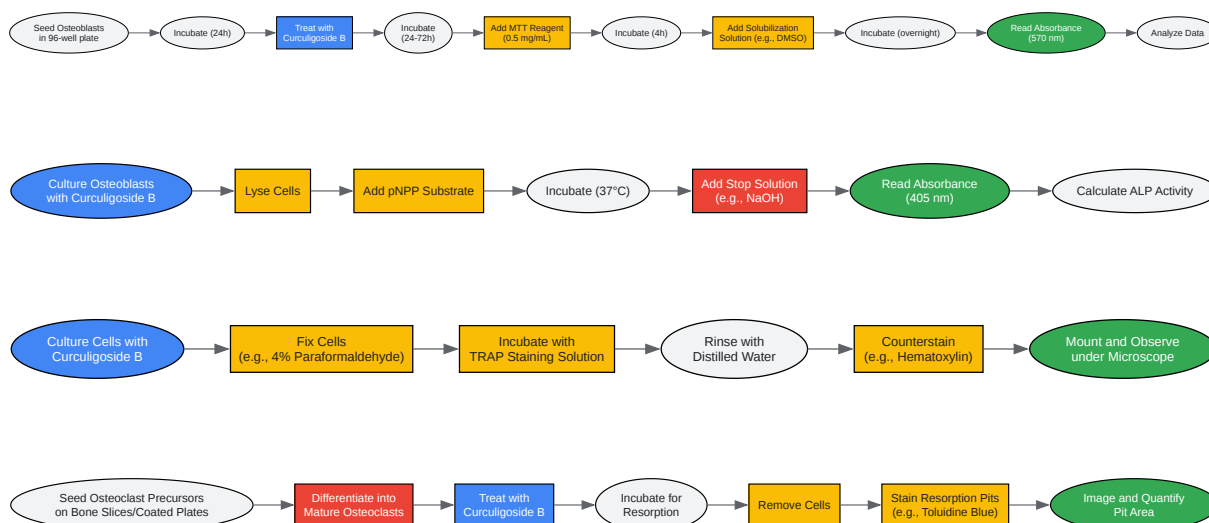 Seed Osteoblasts
in 96-well plate
Incubate (24h)
Treat with
Curculigoside B
Incubate
(24-72h)
Add MTT Reagent
(0.5 mg/mL)
Incubate (4h)
Add Solubilization
Solution (e.g., DMSO)
Incubate (overnight)
Read Absorbance
(570 nm)
Analyze Data
Culture Osteoblasts
with Curculigoside B
Lyse Cells
Add pNPP Substrate
Incubate (37°C)
Add Stop Solution
(e.g., NaOH)
Read Absorbance
(405 nm)
Calculate ALP Activity
Culture Cells with
Curculigoside B
Fix Cells
(e.g., 4% Paraformaldehyde)
Incubate with
TRAP Staining Solution
Rinse with
Distilled Water
Counterstain
(e.g., Hematoxylin)
Mount and Observe
under Microscope
Seed Osteoclast Precursors
on Bone Slices/Coated Plates
Differentiate into
Mature Osteoclasts
Treat with
Curculigoside B
Incubate for
Resorption
Remove Cells
Stain Resorption Pits
(e.g., Toluidine Blue)
Image and Quantify
Pit Area